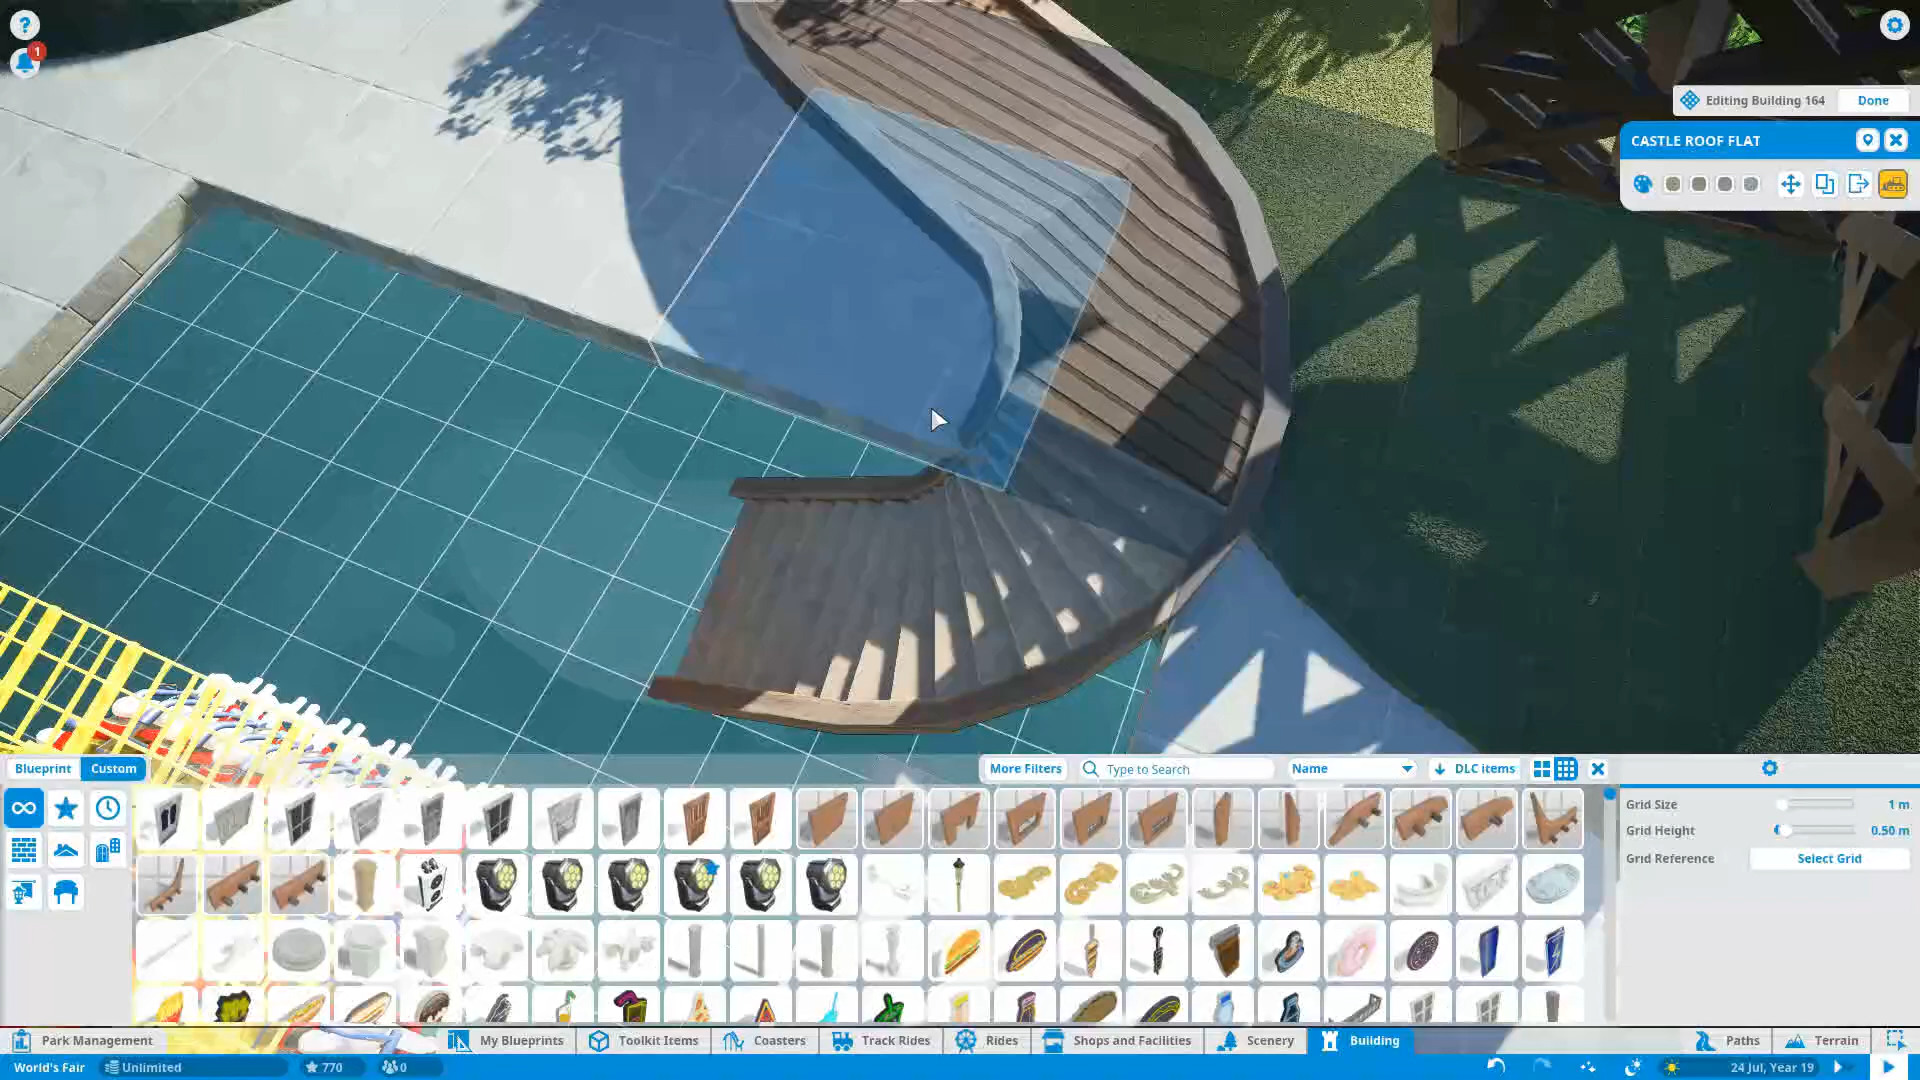 ?
1
Editing Building 164
Done
CASTLE ROOF FLAT
Blueprint
Custom
More Filters
Type to Search
Name
DLC items
Grid Size
1 m
Grid Height
0.50 m
Grid Reference
Select Grid
Park Management
My Blueprints
Toolkit Items
Coasters
Track Rides
Rides
Shops and Facilities
Scenery
Building
Paths
Terrain
World's Fair
Unlimited
770
0
24 Jul, Year 19